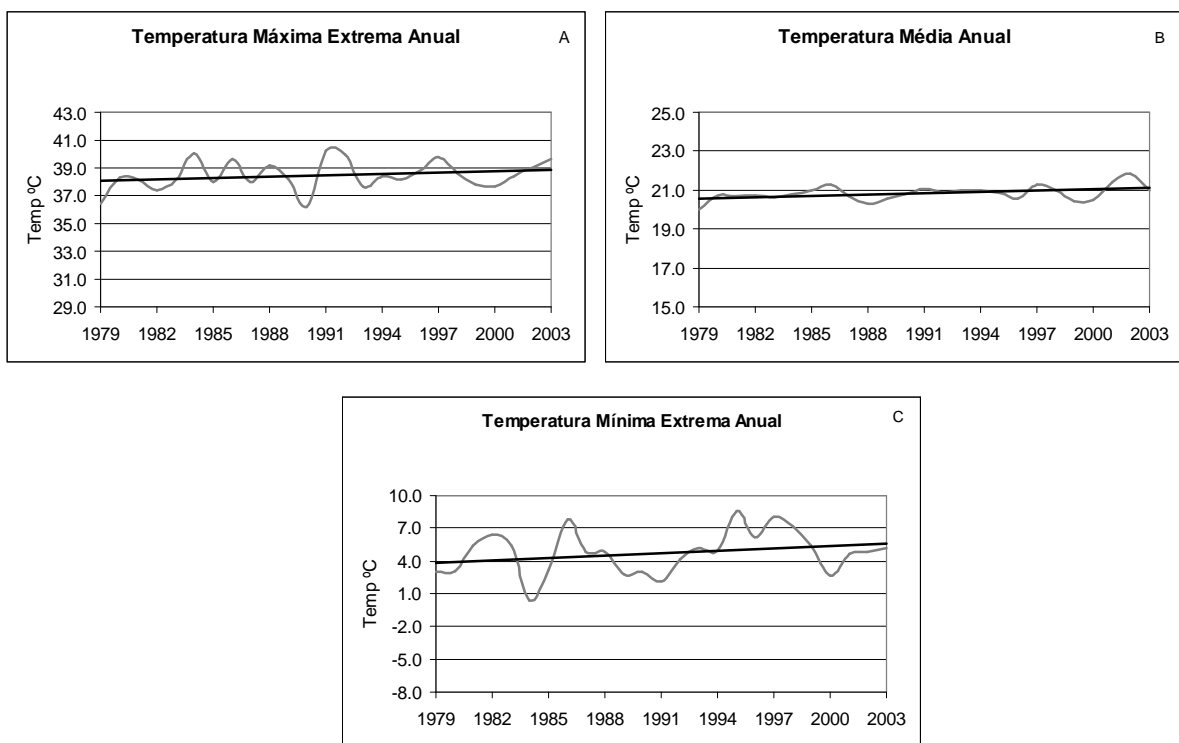 Temperatura Máxima Extrema Anual
A
Temp ºC
43.0
41.0
39.0
37.0
35.0
33.0
31.0
29.0
1979 1982 1985 1988 1991 1994 1997 2000 2003
Temperatura Média Anual
B
Temp ºC
25.0
23.0
21.0
19.0
17.0
15.0
1979 1982 1985 1988 1991 1994 1997 2000 2003
Temperatura Mínima Extrema Anual
C
Temp ºC
10.0
7.0
4.0
1.0
-2.0
-5.0
-8.0
1979 1982 1985 1988 1991 1994 1997 2000 2003